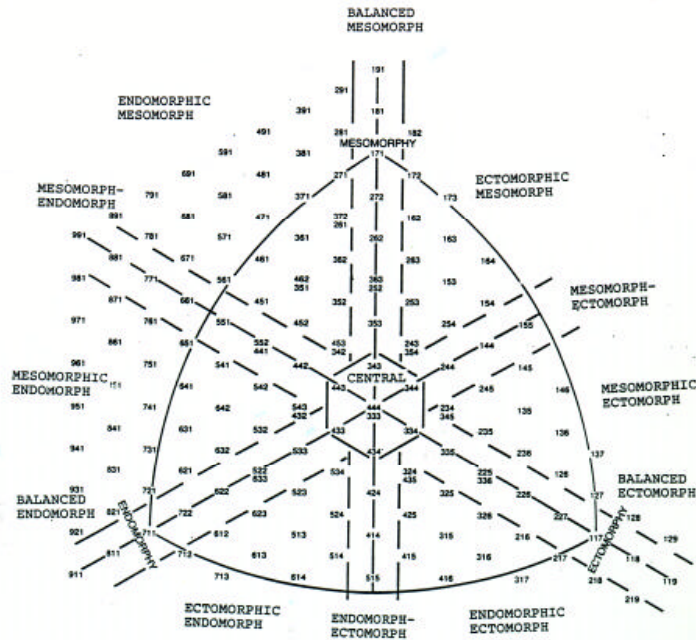 BALANCED
MESOMORPH
191
291
ENDOMORPHIC
MESOMORPH
391 181
491 281 182
MESOMORPHY
591 381 171
691 481 271 172
ECTOMORPHIC
MESOMORPH
MESOMORPH-
ENDOMORPH
791 581 371 272 173
891 681 471 372 162
261
991 781 571 361 262 163
881 671 461 362 263 164
981 771 561 462 363 153
351 252
MESOMORPH-
ECTOMORPH
871 661 451 352 253 154
971 761 551 452 353 254 155
861 651 552 453 243 144
441 342 354
961 751 541 442 343 244 145
MESOMORPHIC
ENDOMORPH
CENTRAL
MESOMORPHIC
ECTOMORPH
641 542 443 344 245 146
951 741 642 543 444 234 135
432 333 345
841 631 532 433 334 235 136
941 731 632 533 434 335 236 137
831 621 522 534 324 225 126
633 435 336
BALANCED
ECTOMORPH
931 721 622 523 424 325 226 127
BALANCED
ENDOMORPH
821 722 623 524 425 326 227 128
ENDOMORPHY
ECTOMORPHY
921 711 612 513 414 315 216 117 129
811 712 613 514 415 316 217 118
911 713 614 515 416 317 218 119
219
ECTOMORPHIC
ENDOMORPH
ENDOMORPH-
ECTOMORPH
ENDOMORPHIC
ECTOMORPH